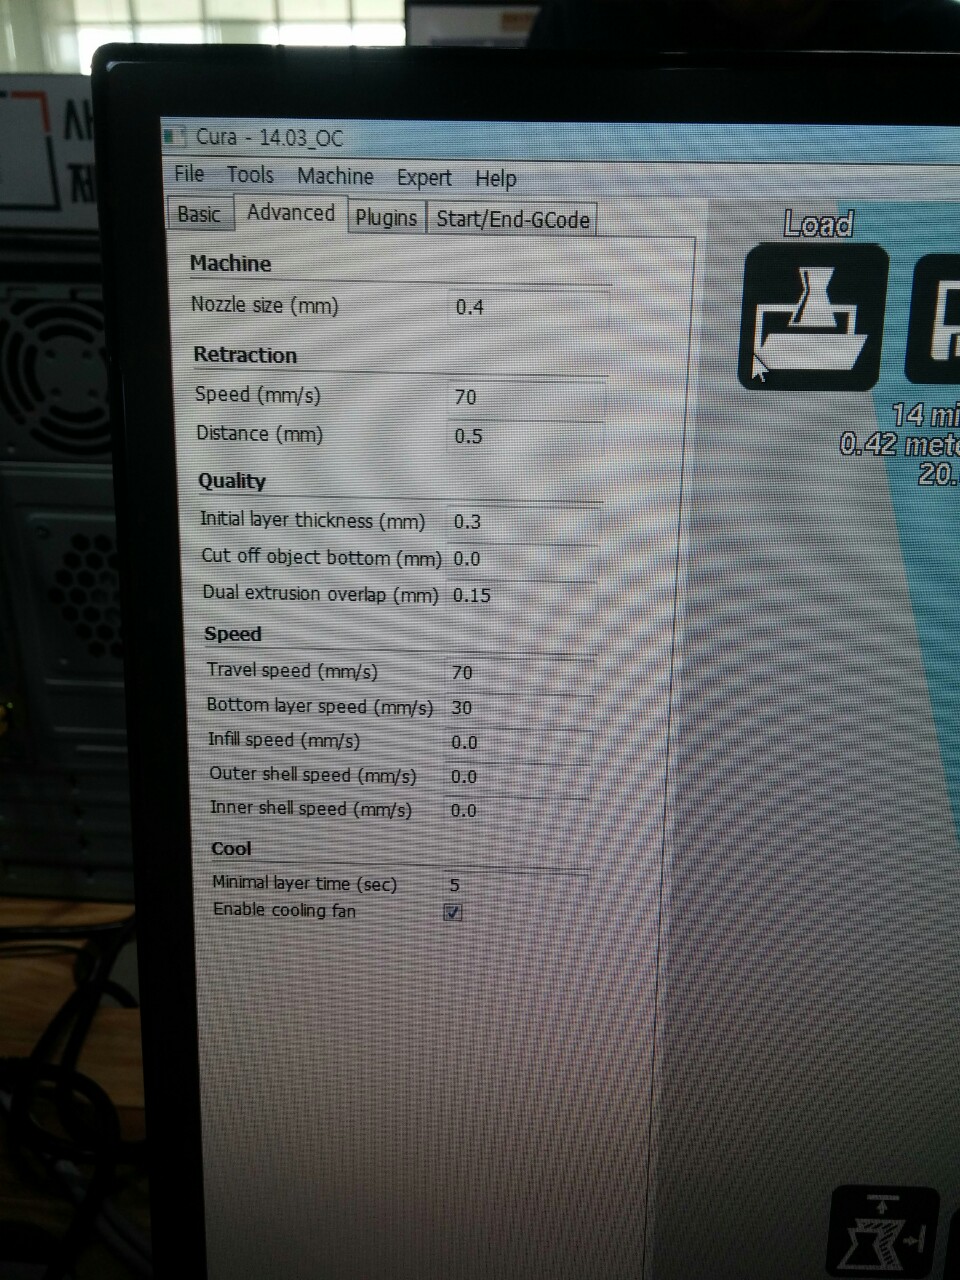 Cura - 14.03_OC
File Tools Machine Expert Help
Basic Advanced Plugins Start/End-GCode
Load
Machine
Nozzle size (mm) 0.4
Retraction
Speed (mm/s) 70
Distance (mm) 0.5
14 mi
0.42 mete
20.
Quality
Initial layer thickness (mm) 0.3
Cut off object bottom (mm) 0.0
Dual extrusion overlap (mm) 0.15
Speed
Travel speed (mm/s) 70
Bottom layer speed (mm/s) 30
Infill speed (mm/s) 0.0
Outer shell speed (mm/s) 0.0
Inner shell speed (mm/s) 0.0
Cool
Minimal layer time (sec) 5
Enable cooling fan